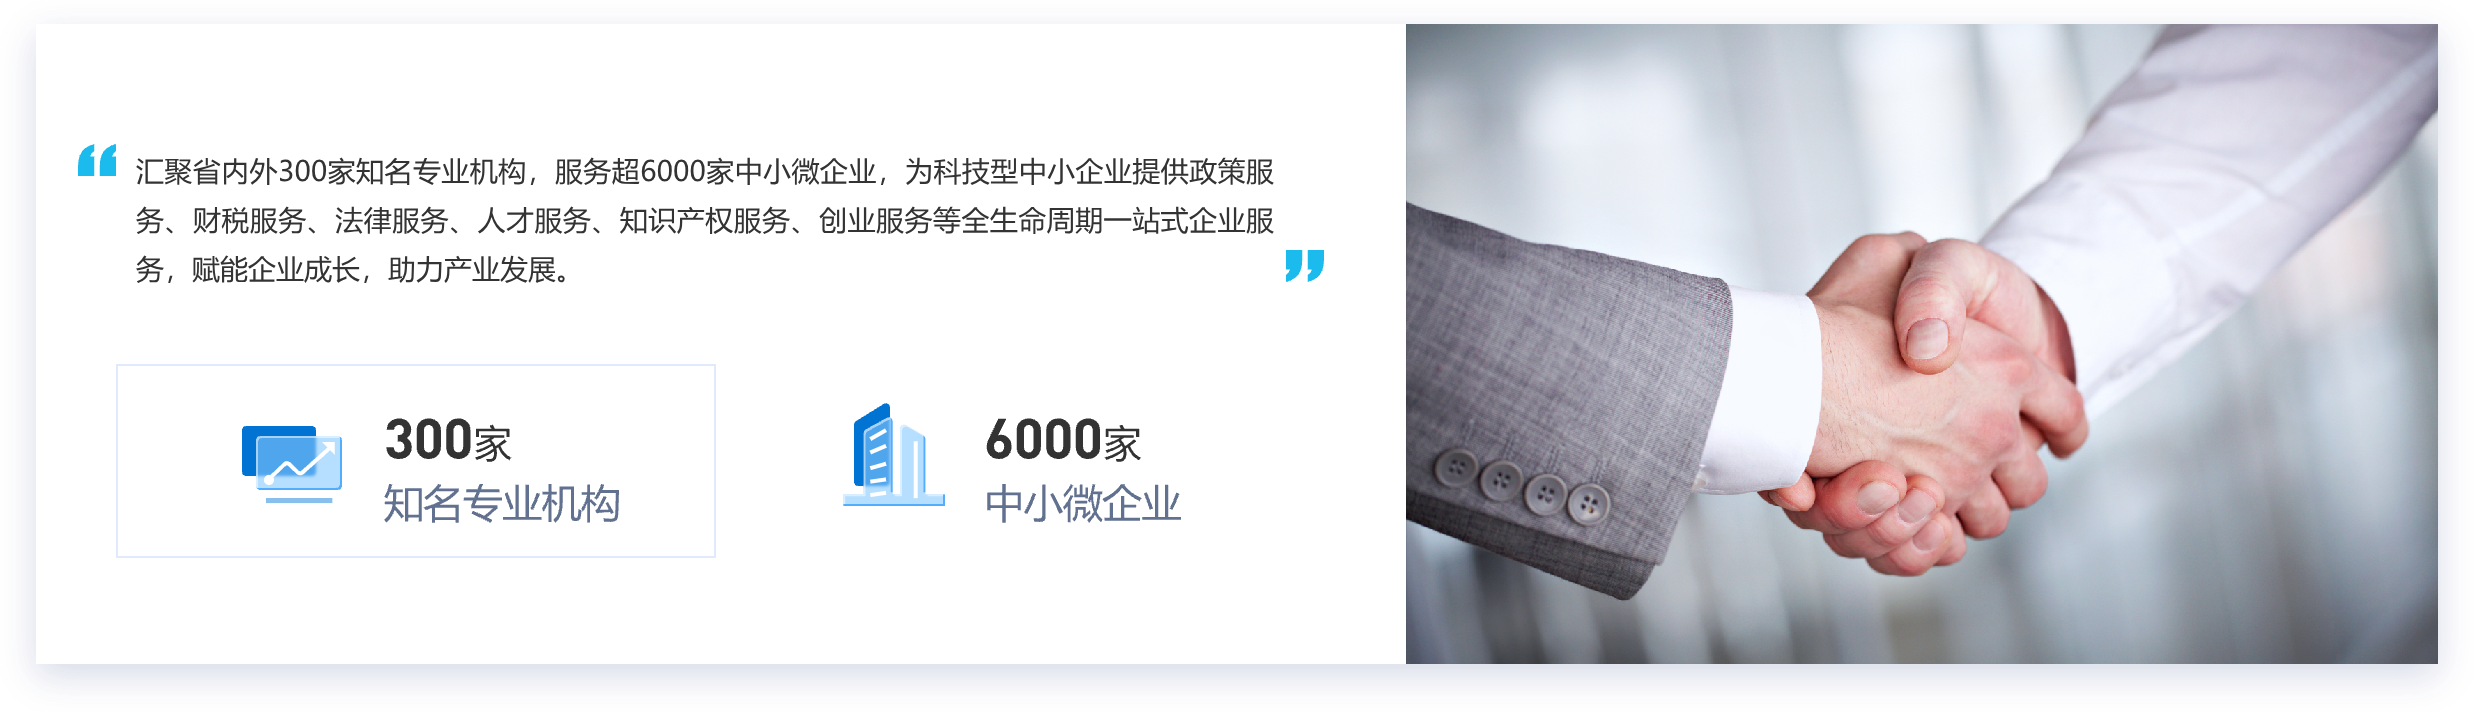 汇聚省内外300家知名专业机构，服务超6000家中小微企业，为科技型中小企业提供政策服
务、财税服务、法律服务、人才服务、知识产权服务、创业服务等全生命周期一站式企业服
务，赋能企业成长，助力产业发展。
300家
知名专业机构
6000家
中小微企业